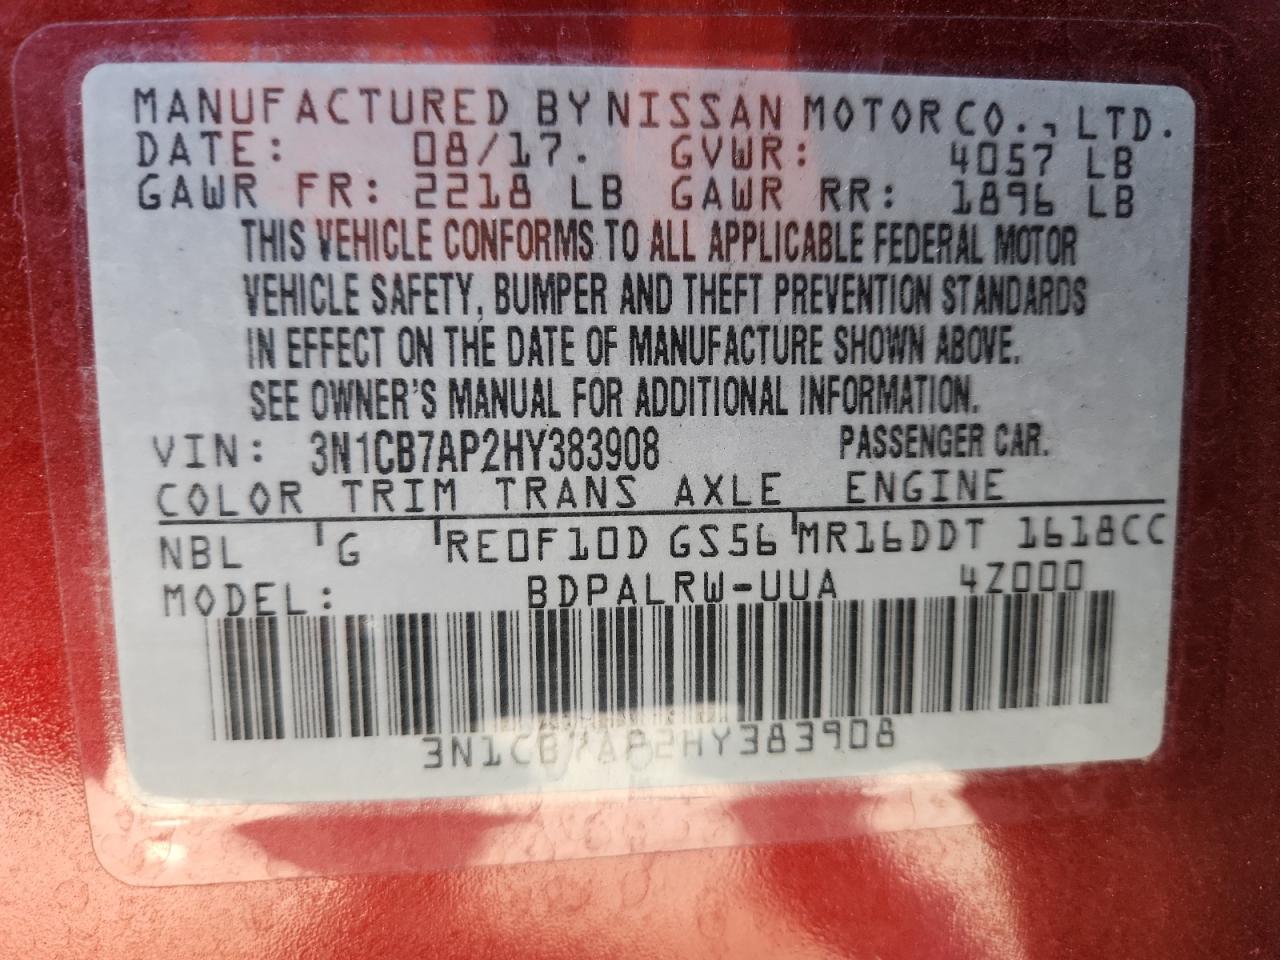 MANUFACTURED BY NISSAN MOTOR CO., LTD.
DATE: 08/17. GVWR: 4057 LB
GAWR FR: 2218 LB GAWR RR: 1896 LB
THIS VEHICLE CONFORMS TO ALL APPLICABLE FEDERAL MOTOR
VEHICLE SAFETY, BUMPER AND THEFT PREVENTION STANDARDS
IN EFFECT ON THE DATE OF MANUFACTURE SHOWN ABOVE.
SEE OWNER'S MANUAL FOR ADDITIONAL INFORMATION.
VIN: 3N1CB7AP2HY383908 PASSENGER CAR.
COLOR TRIM TRANS AXLE ENGINE
NBL G RE0F10D GS56 MR16DDT 1618CC
MODEL: BDPALRW-UUA 4Z000
3N1CB7AP2HY383908